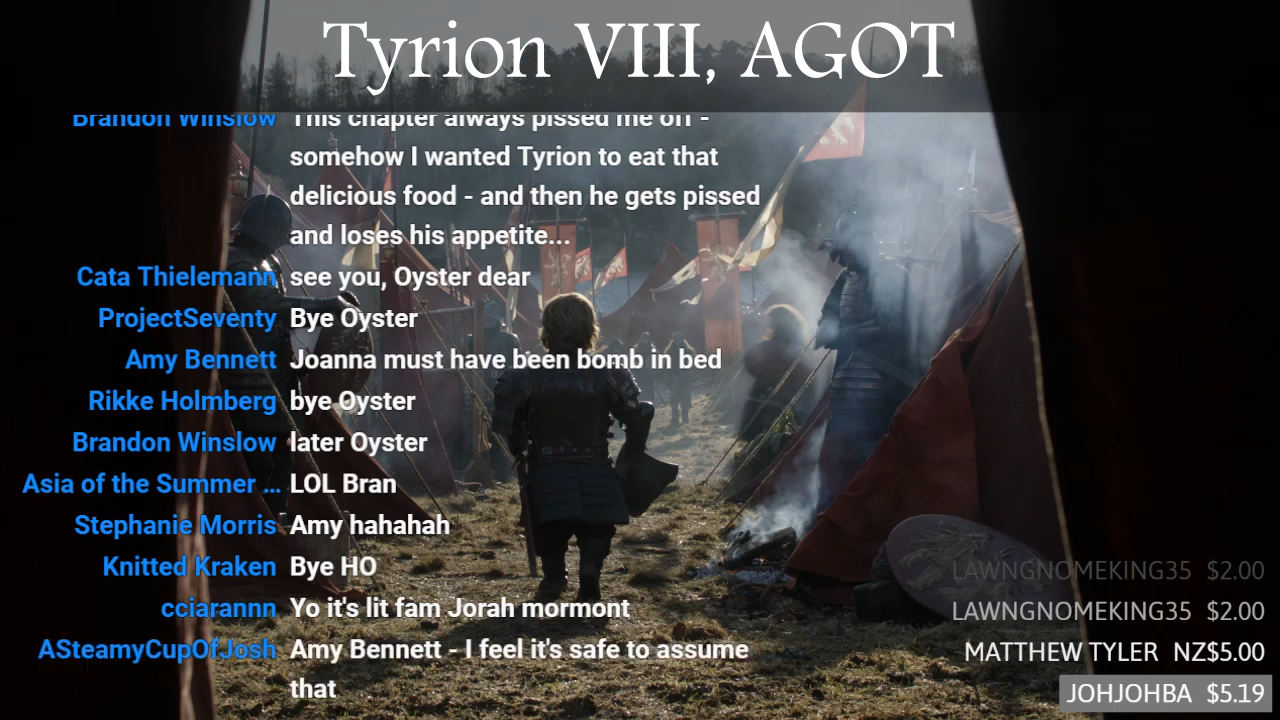 Tyrion VIII, AGOT
Brandon Winslow This chapter always pissed me off -
somehow I wanted Tyrion to eat that
delicious food - and then he gets pissed
and loses his appetite...
Cata Thielemann see you, Oyster dear
ProjectSeventy Bye Oyster
Amy Bennett Joanna must have been bomb in bed
Rikke Holmberg bye Oyster
Brandon Winslow later Oyster
Asia of the Summer ... LOL Bran
Stephanie Morris Amy hahahah
Knitted Kraken Bye HO
cciarannn Yo it's lit fam Jorah mormont
ASteamyCupOfJosh Amy Bennett - I feel it's safe to assume
that
LAWNGNOMEKING35 $2.00
LAWNGNOMEKING35 $2.00
MATTHEW TYLER NZ$5.00
JOHJOHBA $5.19